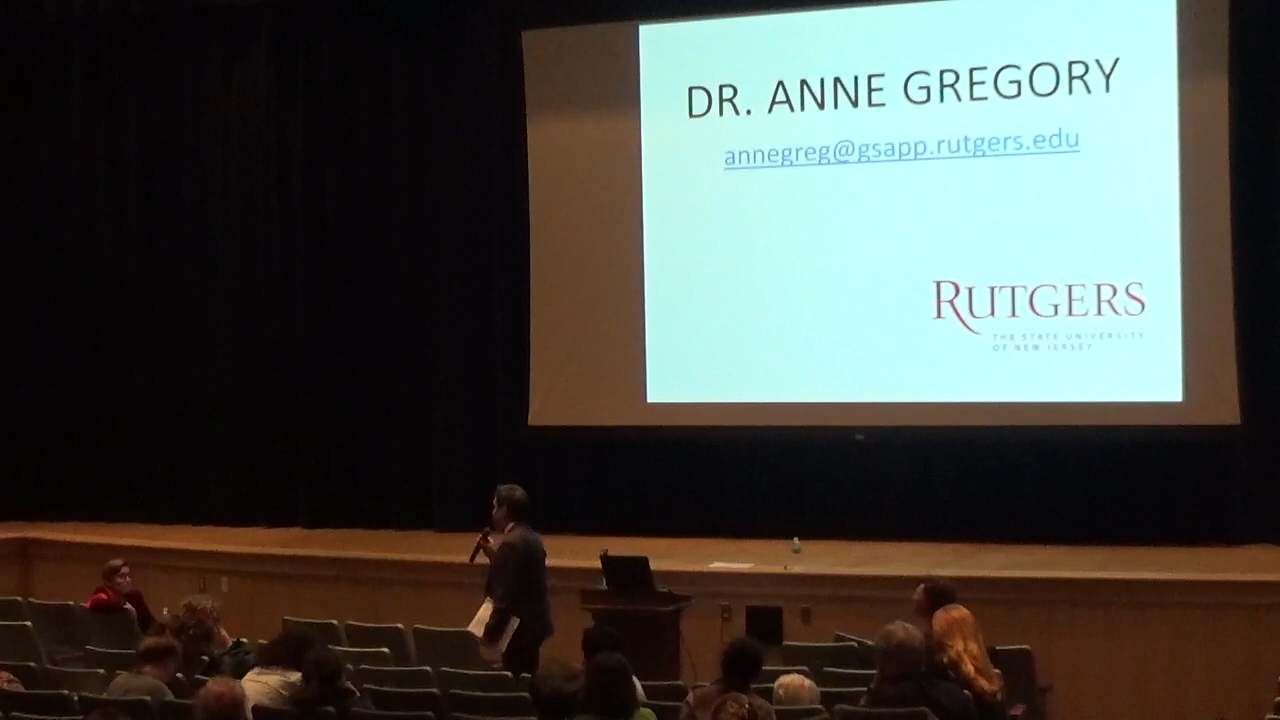 DR. ANNE GREGORY
annegreg@gsapp.rutgers.edu
RUTGERS
THE STATE UNIVERSITY
OF NEW JERSEY